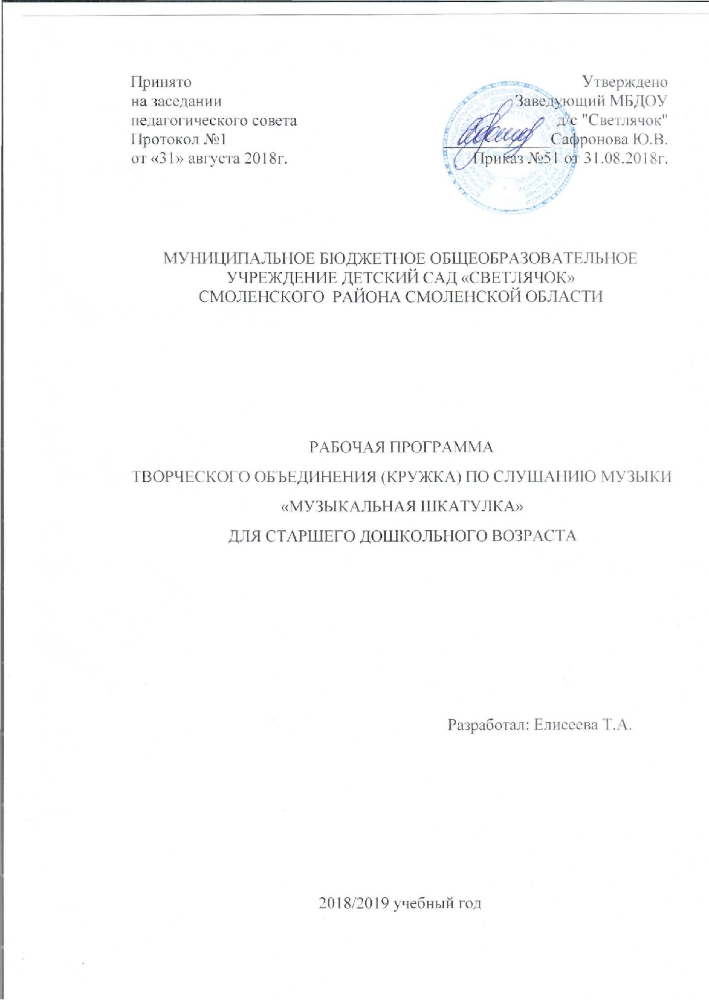 Принято
на заседании
педагогического совета
Протокол №1
от «31» августа 2018г.
Утверждено
Заведующий МБДОУ
д/с "Светлячок"
Сафронова Ю.В.
Приказ №51 от 31.08.2018г.
МУНИЦИПАЛЬНОЕ БЮДЖЕТНОЕ ОБЩЕОБРАЗОВАТЕЛЬНОЕ
УЧРЕЖДЕНИЕ ДЕТСКИЙ САД «СВЕТЛЯЧОК»
СМОЛЕНСКОГО РАЙОНА СМОЛЕНСКОЙ ОБЛАСТИ
РАБОЧАЯ ПРОГРАММА
ТВОРЧЕСКОГО ОБЪЕДИНЕНИЯ (КРУЖКА) ПО СЛУШАНИЮ МУЗЫКИ
«МУЗЫКАЛЬНАЯ ШКАТУЛКА»
ДЛЯ СТАРШЕГО ДОШКОЛЬНОГО ВОЗРАСТА
Разработал: Елисеева Т.А.
2018/2019 учебный год